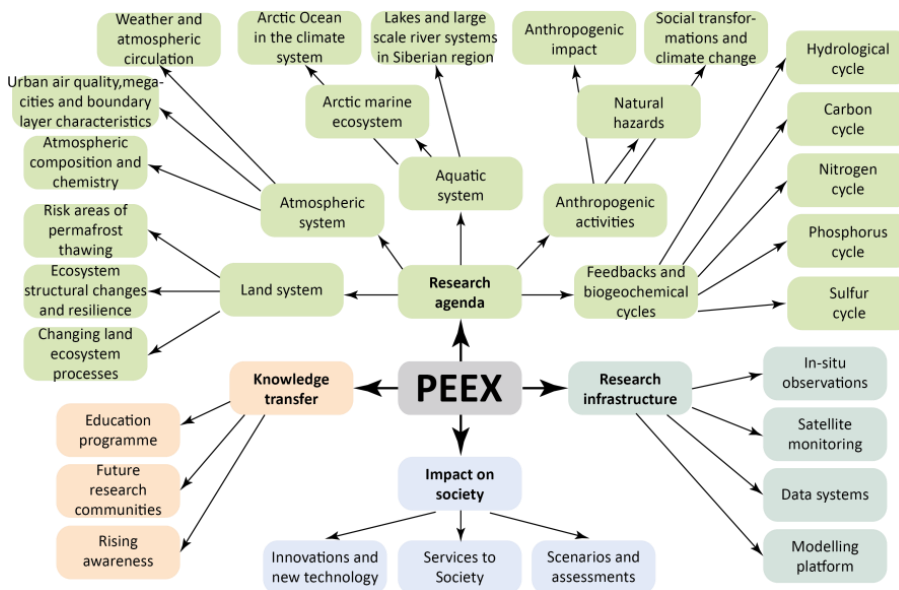 Weather and
atmospheric
circulation
Arctic Ocean
in the climate
system
Lakes and large
scale river systems
in Siberian region
Anthropogenic
impact
Social transfor-
mations and
climate change
Hydrological
cycle
Urban air quality,mega-
cities and boundary
layer characteristics
Arctic marine
ecosystem
Natural
hazards
Carbon
cycle
Atmospheric
composition and
chemistry
Atmospheric
system
Aquatic
system
Anthropogenic
activities
Nitrogen
cycle
Risk areas of
permafrost
thawing
Phosphorus
cycle
Ecosystem
structural changes
and resilience
Land system
Research
agenda
Feedbacks and
biogeochemical
cycles
Sulfur
cycle
Changing land
ecosystem
processes
Knowledge
transfer
PEEX
Research
infrastructure
In-situ
observations
Education
programme
Satellite
monitoring
Future
research
communities
Impact on
society
Data systems
Rising
awareness
Innovations and
new technology
Services to
Society
Scenarios and
assessments
Modelling
platform